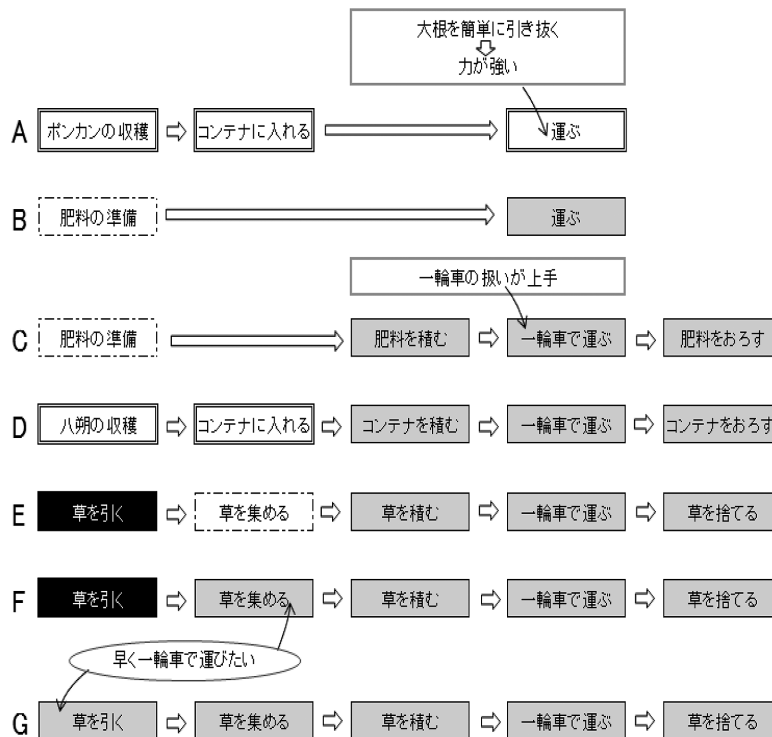 大根を簡単に引き抜く
力が強い
A ポンカンの収穫 コンテナに入れる 運ぶ
B 肥料の準備 運ぶ
一輪車の扱いが上手
C 肥料の準備 肥料を積む 一輪車で運ぶ 肥料をおろす
D 八朔の収穫 コンテナに入れる コンテナを積む 一輪車で運ぶ コンテナをおろす
E 草を引く 草を集める 草を積む 一輪車で運ぶ 草を捨てる
F 草を引く 草を集める 草を積む 一輪車で運ぶ 草を捨てる
早く一輪車で運びたい
G 草を引く 草を集める 草を積む 一輪車で運ぶ 草を捨てる